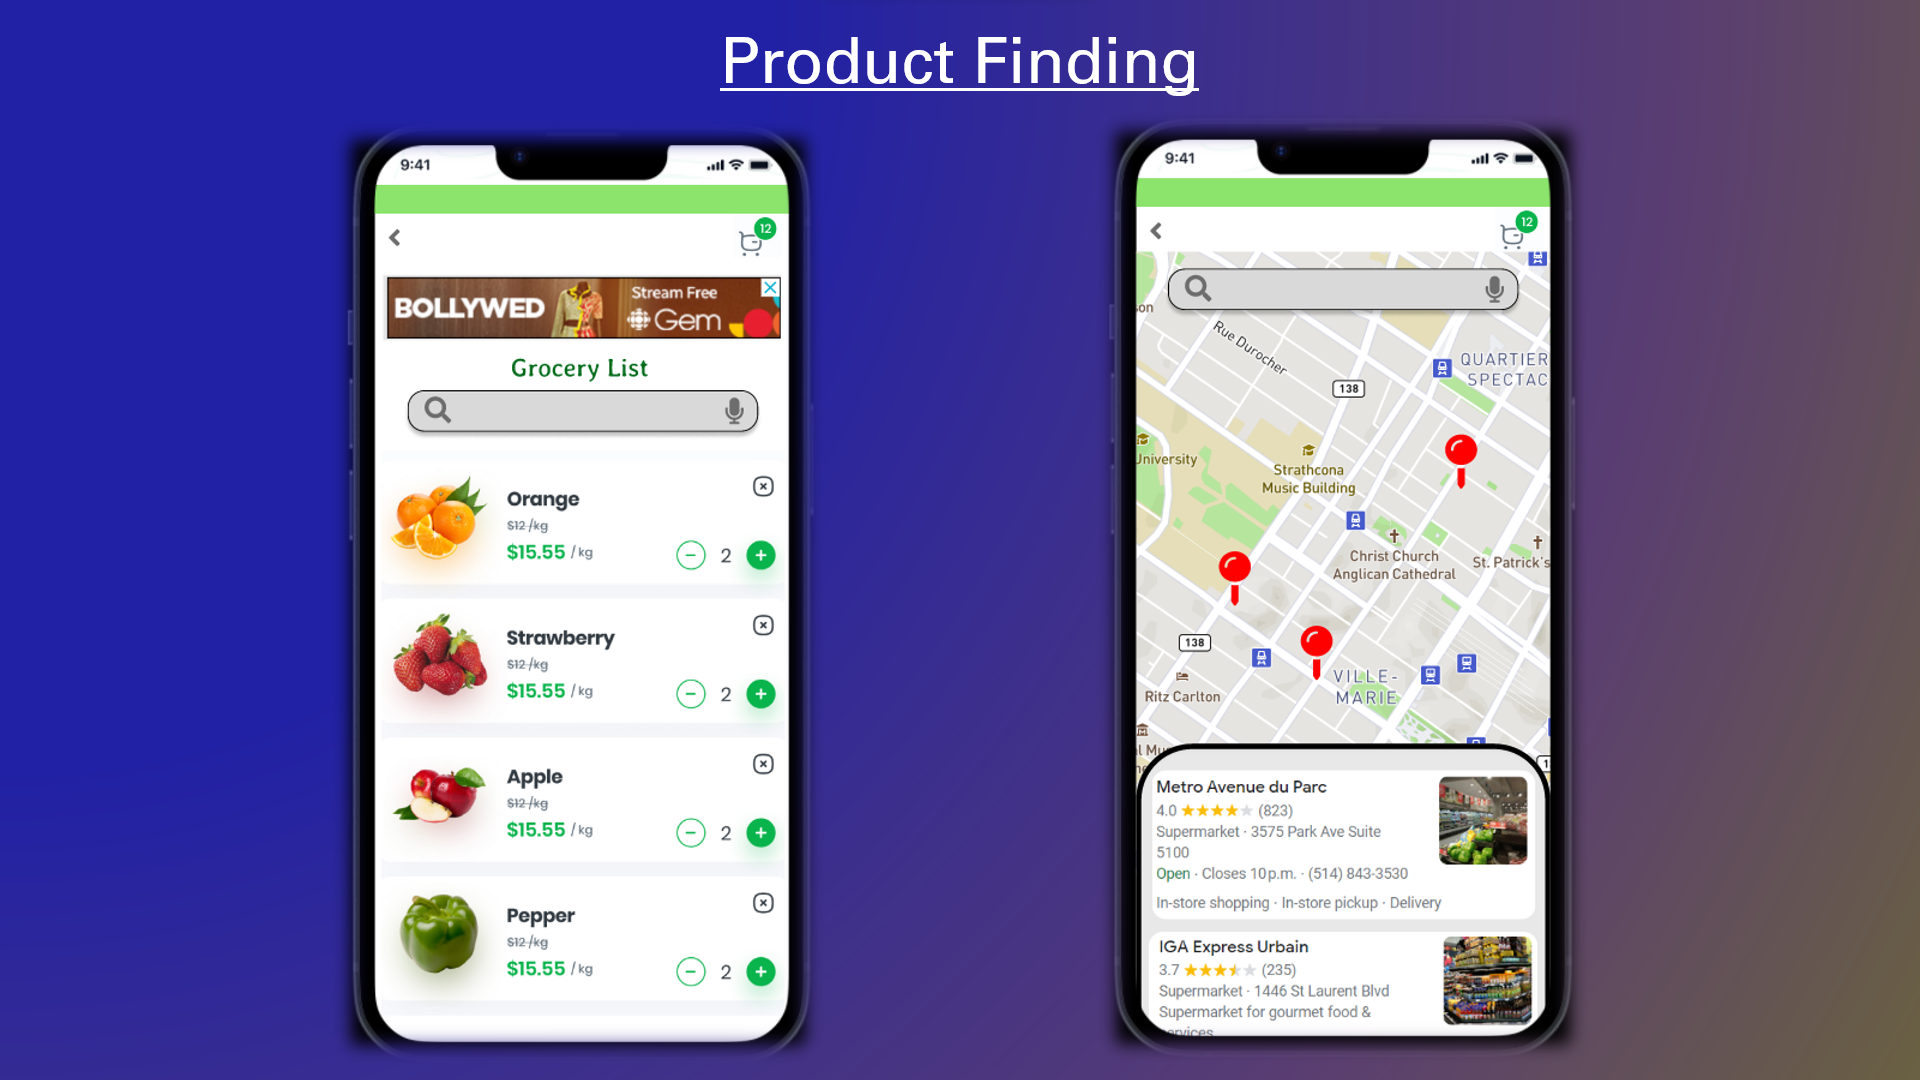 Product Finding
9:41
12
BOLLYWED
Stream Free
Gem
Grocery List
Orange
$12 /kg
$15.55 / kg
2
Strawberry
$12 /kg
$15.55 / kg
2
Apple
$12 /kg
$15.55 / kg
2
Pepper
$12 /kg
$15.55 / kg
2
9:41
12
Rue Durocher
QUARTIER
SPECTAC
138
University
Strathcona
Music Building
Christ Church
Anglican Cathedral
St. Patrick's
138
VILLE-
MARIE
Ritz Carlton
Metro Avenue du Parc
4.0 (823)
Supermarket · 3575 Park Ave Suite
5100
Open · Closes 10 p.m. · (514) 843-3530
In-store shopping · In-store pickup · Delivery
IGA Express Urbain
3.7 (235)
Supermarket · 1446 St Laurent Blvd
Supermarket for gourmet food &
services